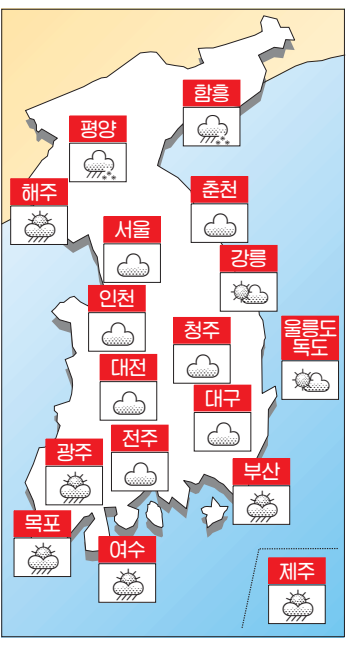 함흥
평양
해주
춘천
서울
강릉
인천
울릉도
독도
청주
대전
대구
전주
광주
부산
목포
여수
제주